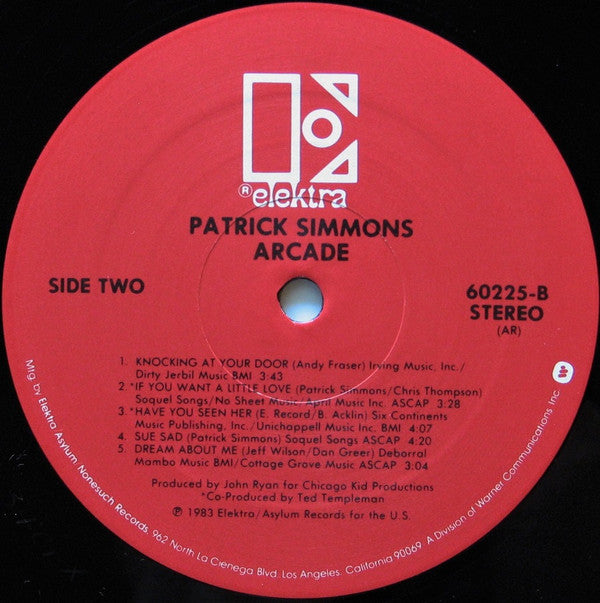 ® elektra
PATRICK SIMMONS
ARCADE
SIDE TWO
60225-B
STEREO
(AR)
1. KNOCKING AT YOUR DOOR (Andy Fraser) Irving Music, Inc./
Dirty Jerbil Music BMI 3:43
2. *IF YOU WANT A LITTLE LOVE (Patrick Simmons/Chris Thompson)
Soquel Songs/No Sheet Music/April Music Inc. ASCAP 3:28
3. *HAVE YOU SEEN HER (E. Record/B. Acklin) Six Continents
Music Publishing, Inc./Unichappell Music Inc. BMI 4:07
4. SUE SAD (Patrick Simmons) Soquel Songs ASCAP 4:20
5. DREAM ABOUT ME (Jeff Wilson/Dan Greer) Deborral
Mambo Music BMI/Cottage Grove Music ASCAP 3:04
Produced by John Ryan for Chicago Kid Productions
*Co-Produced by Ted Templeman
℗ 1983 Elektra/Asylum Records for the U.S.
Mfg by Elektra Asylum Nonesuch Records. 962 North La Cienega Blvd. Los Angeles. California 90069. A Division of Warner Communications Inc